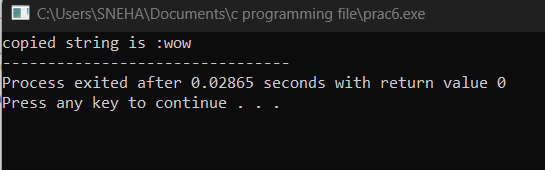 C:\Users\SNEHA\Documents\c programming file\prac6.exe
copied string is :wow
--------------------------------
Process exited after 0.02865 seconds with return value 0
Press any key to continue . . .